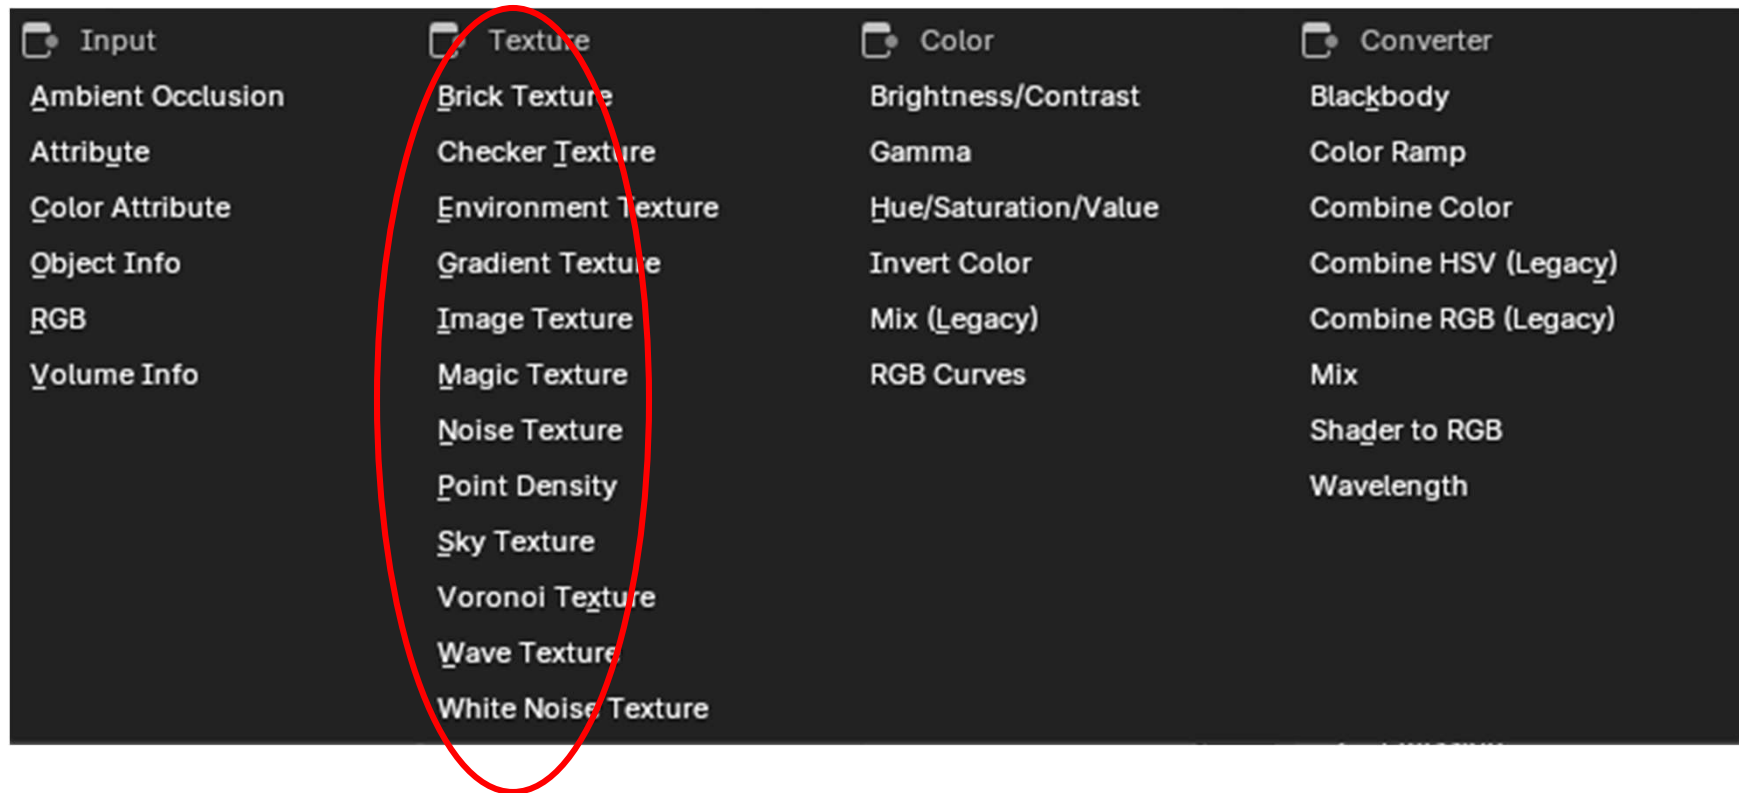 Input
Ambient Occlusion
Attribute
Color Attribute
Object Info
RGB
Volume Info
Texture
Brick Texture
Checker Texture
Environment Texture
Gradient Texture
Image Texture
Magic Texture
Noise Texture
Point Density
Sky Texture
Voronoi Texture
Wave Texture
White Noise Texture
Color
Brightness/Contrast
Gamma
Hue/Saturation/Value
Invert Color
Mix (Legacy)
RGB Curves
Converter
Blackbody
Color Ramp
Combine Color
Combine HSV (Legacy)
Combine RGB (Legacy)
Mix
Shader to RGB
Wavelength